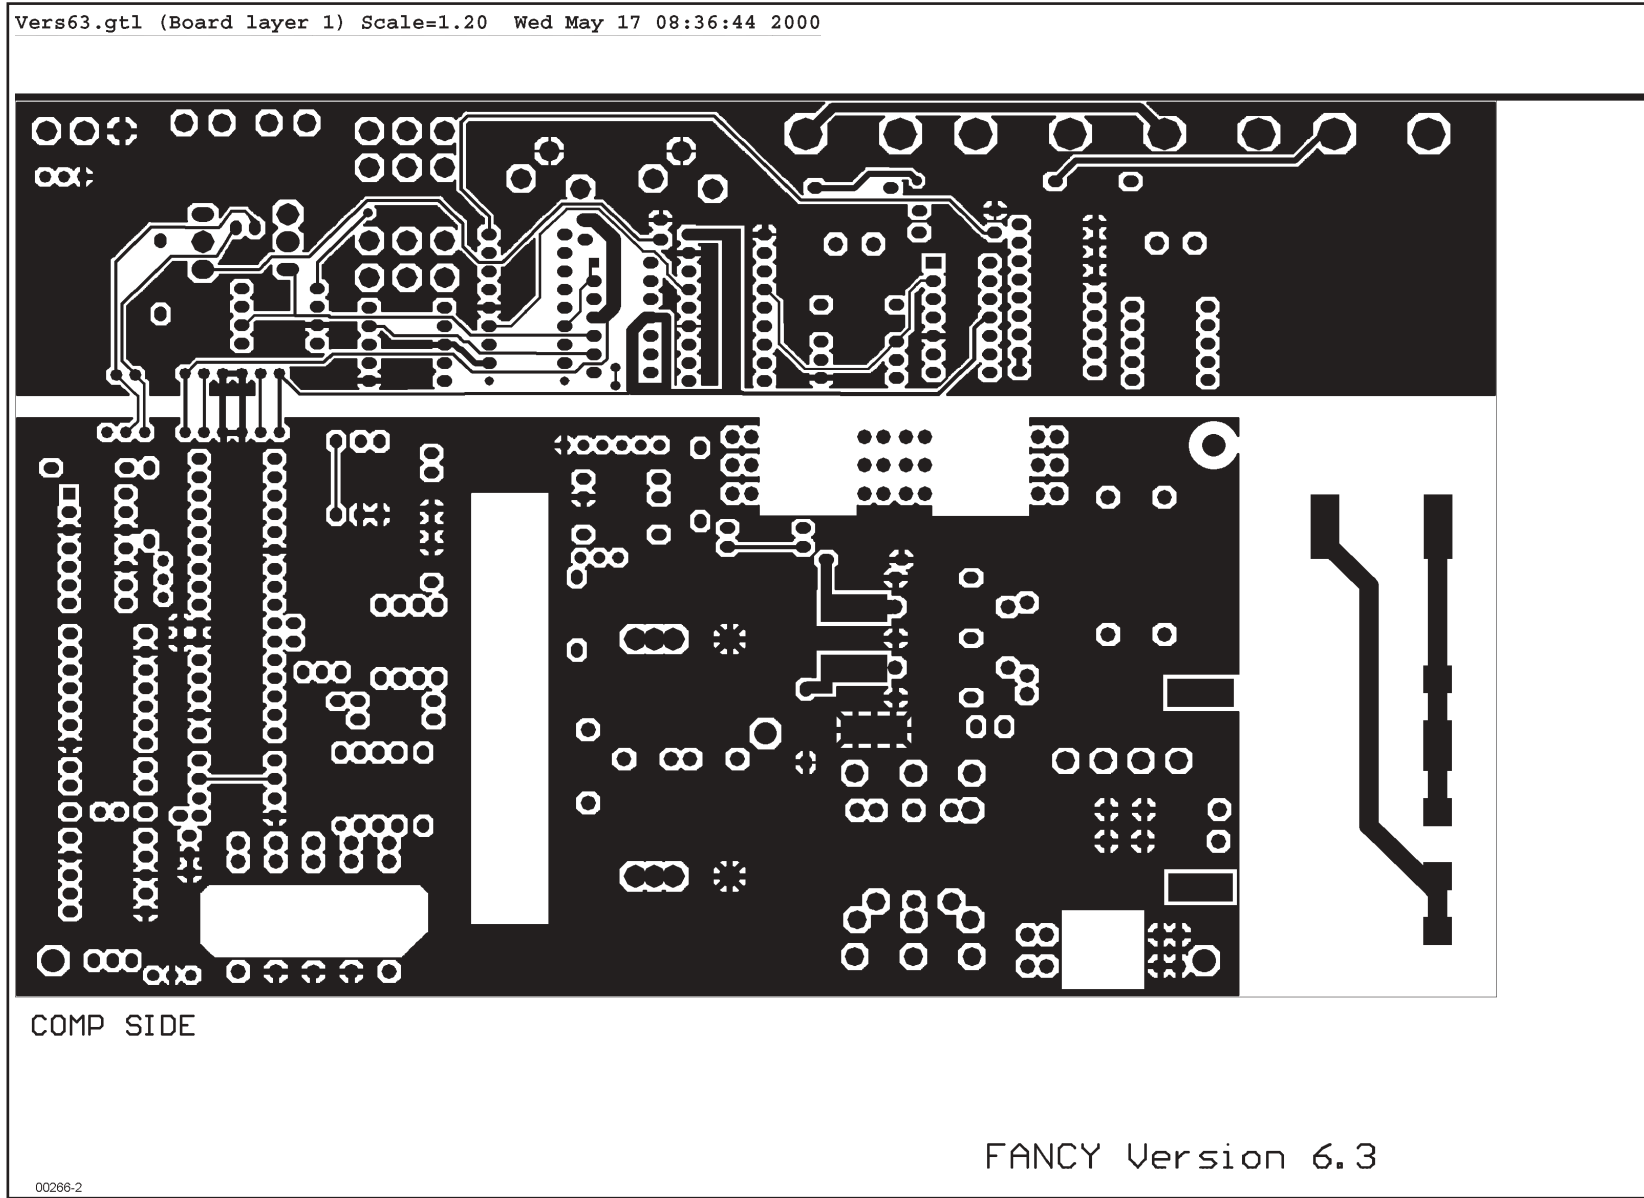 Vers63.gtl (Board layer 1) Scale=1.20  Wed May 17 08:36:44 2000
COMP SIDE
FANCY Version 6.3
00266-2